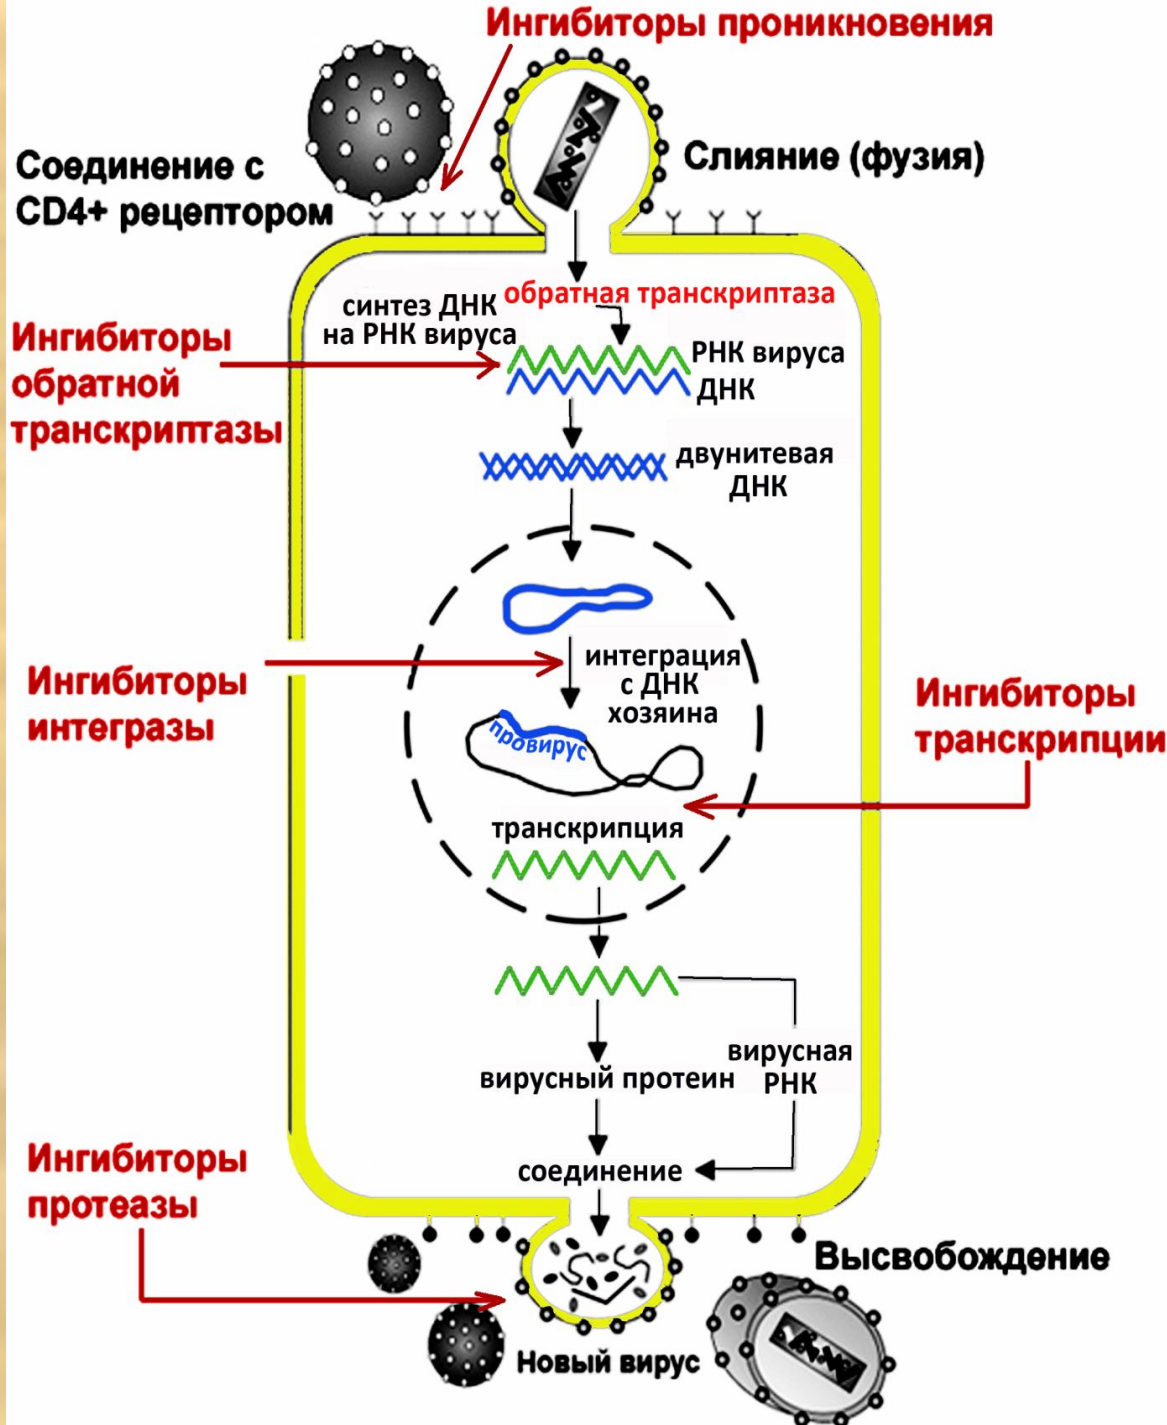 Ингибиторы проникновения
Соединение с
CD4+ рецептором
Слияние (фузия)
обратная транскриптаза
синтез ДНК
на РНК вируса
Ингибиторы
обратной
транскриптазы
РНК вируса
ДНК
двунитевая
ДНК
интеграция
с ДНК
хозяина
Ингибиторы
интегразы
Ингибиторы
транскрипции
провирус
транскрипция
вирусная
РНК
вирусный протеин
Ингибиторы
протеазы
соединение
Высвобождение
Новый вирус